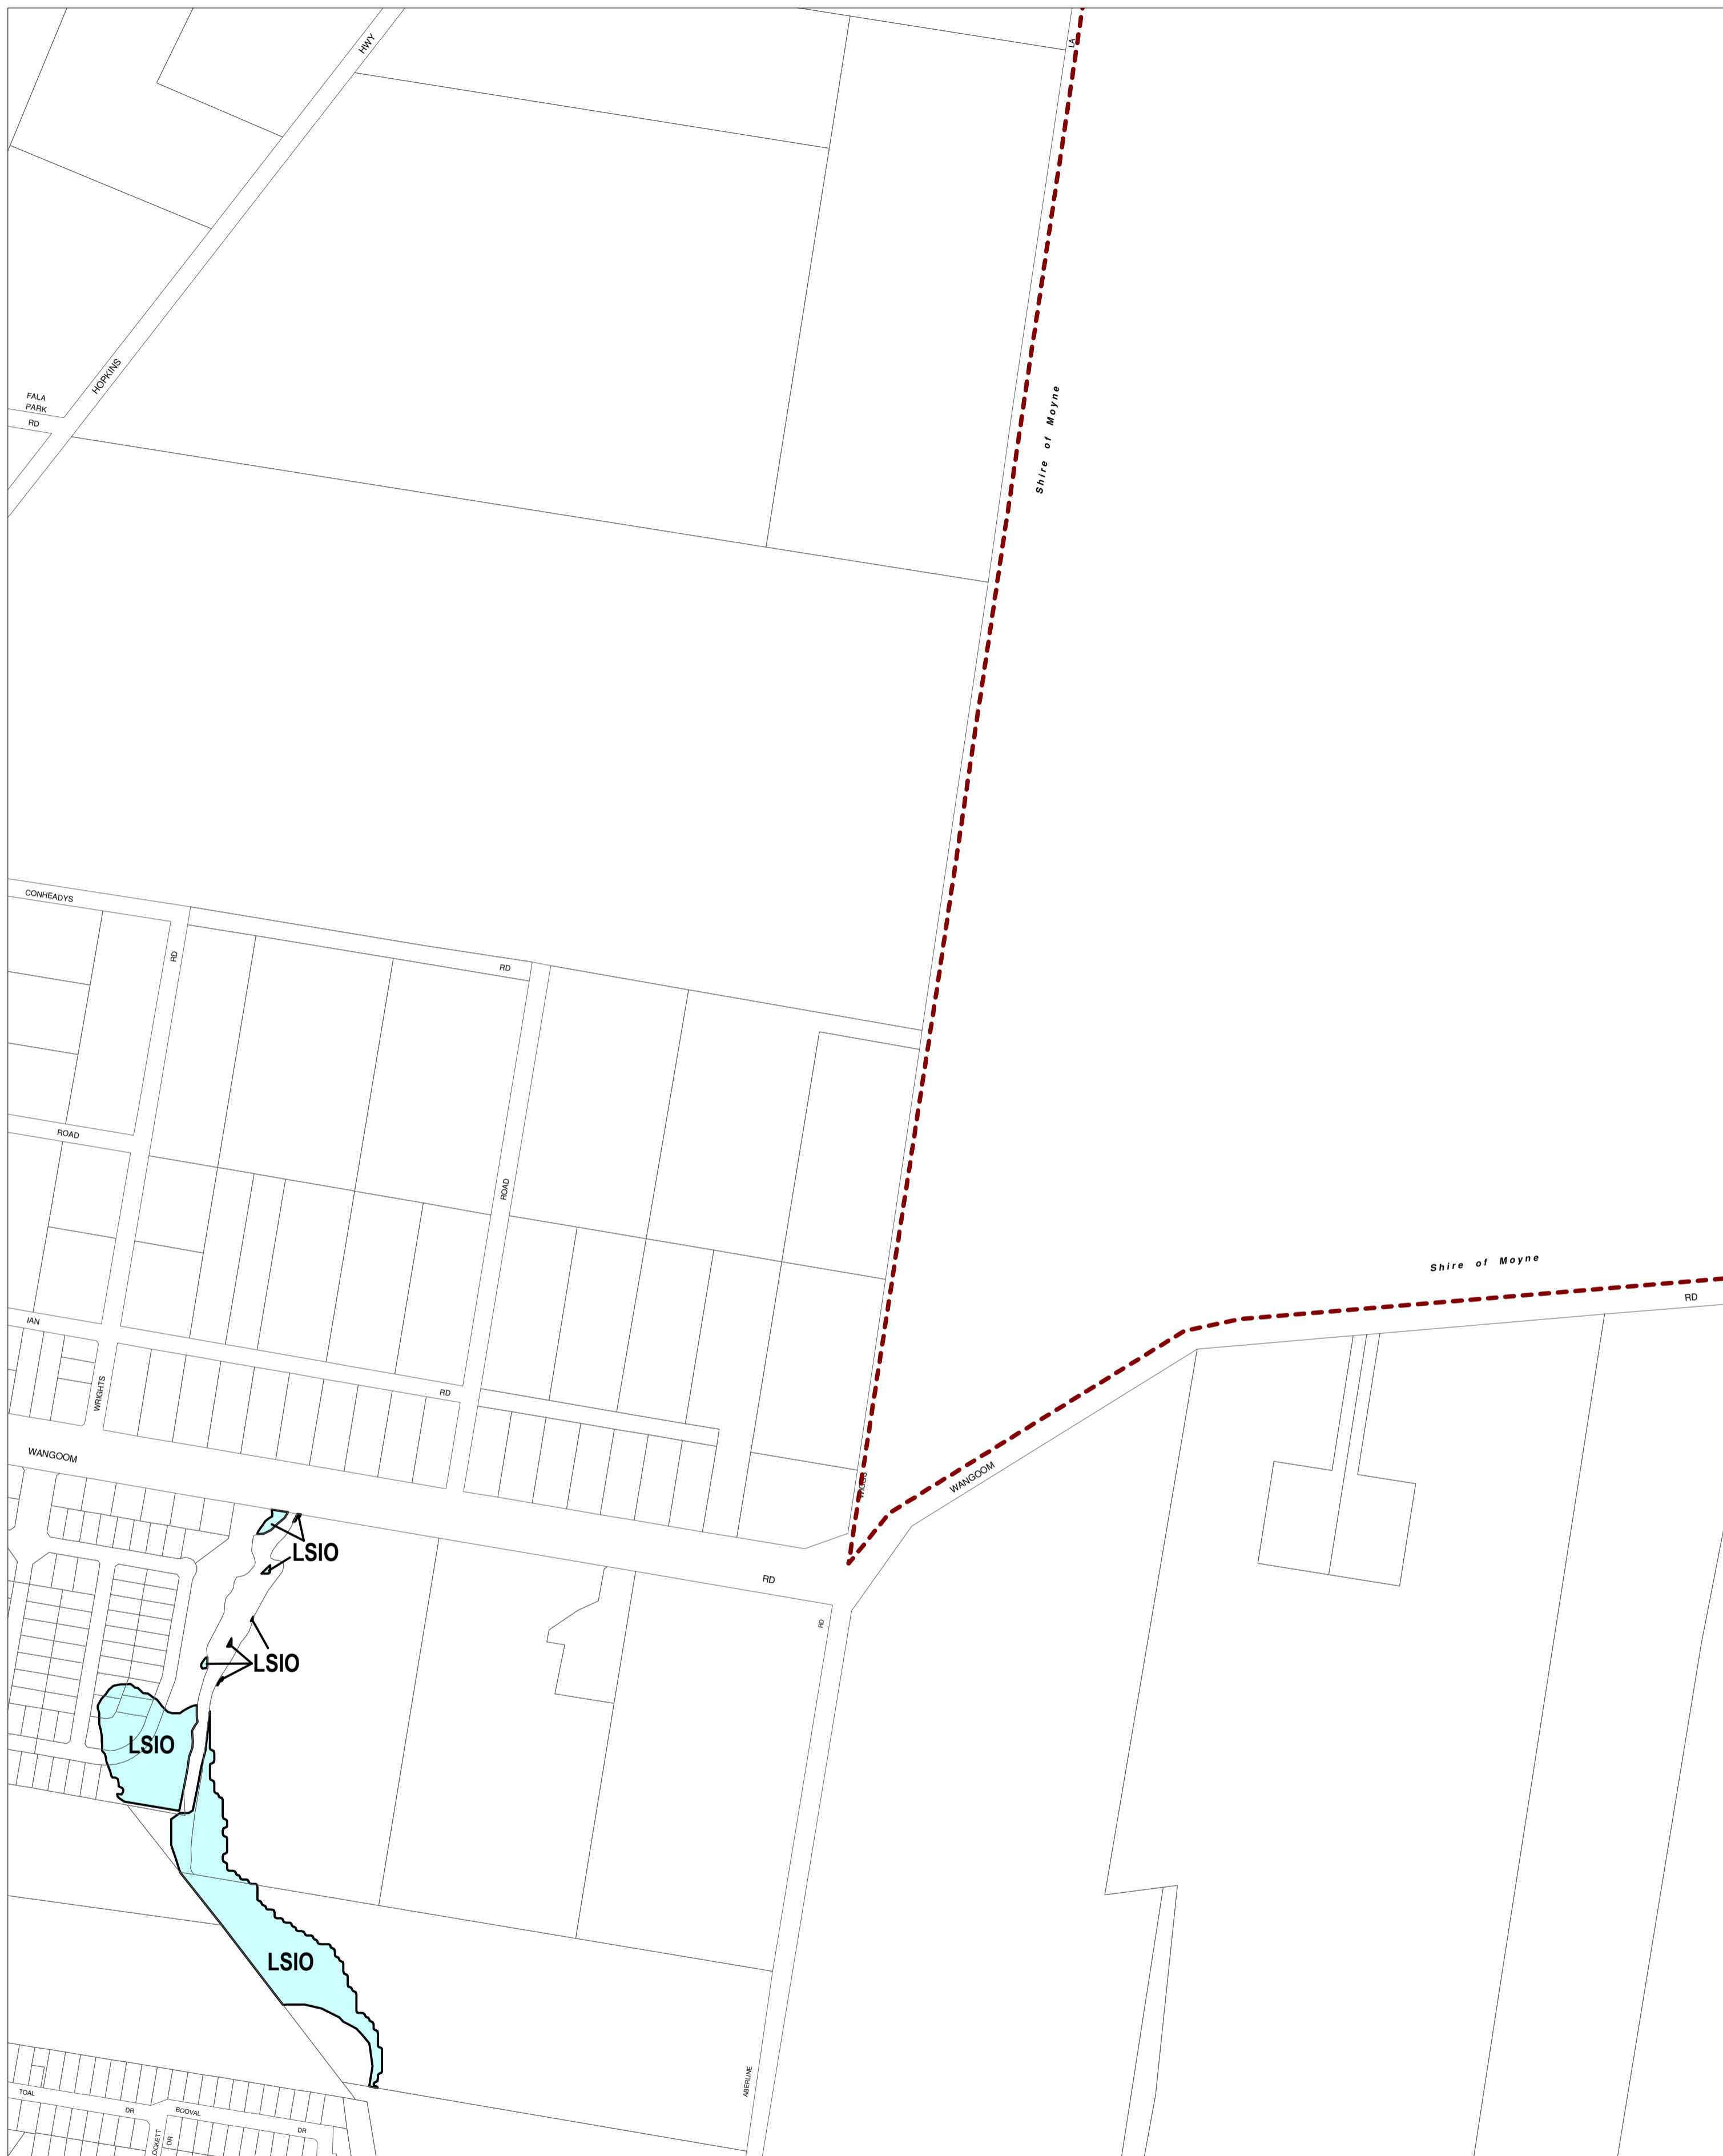 HWY
LA
HOPKINS
FALA
PARK
RD
Shire of Moyne
CONHEADYS
RD
RD
ROAD
ROAD
Shire of Moyne
RD
IAN
WRIGHTS
RD
WANGOOM
WANGOOM
LSIO
RD
RD
LSIO
LSIO
LSIO
ABERLINE
TOAL
DR
BOOVAL
DR
DR